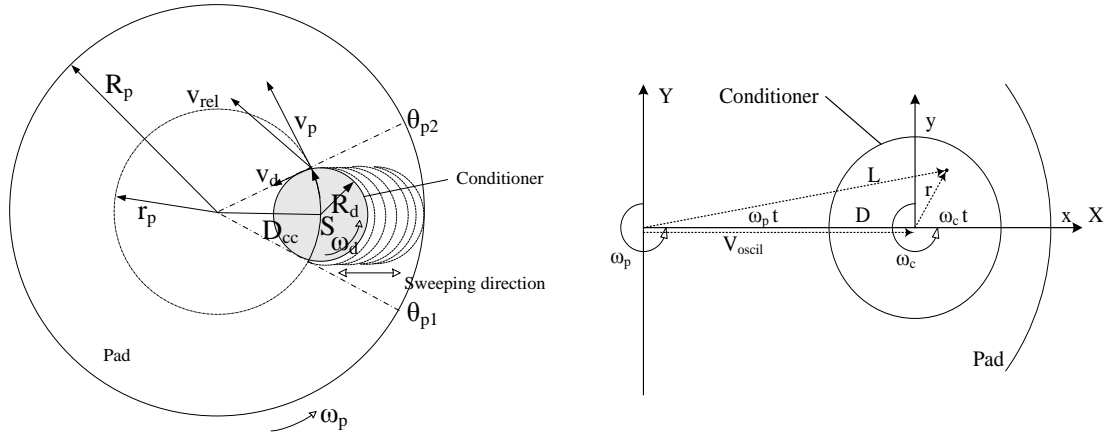 R_p
v_rel
v_p
θ_p2
v_d
Conditioner
r_p
R_d
S
D_cc
ω_d
Sweeping direction
θ_p1
Pad
ω_p
Y
Conditioner
y
L
r
ω_p t
D
ω_c t
x
X
V_oscil
ω_p
ω_c
Pad